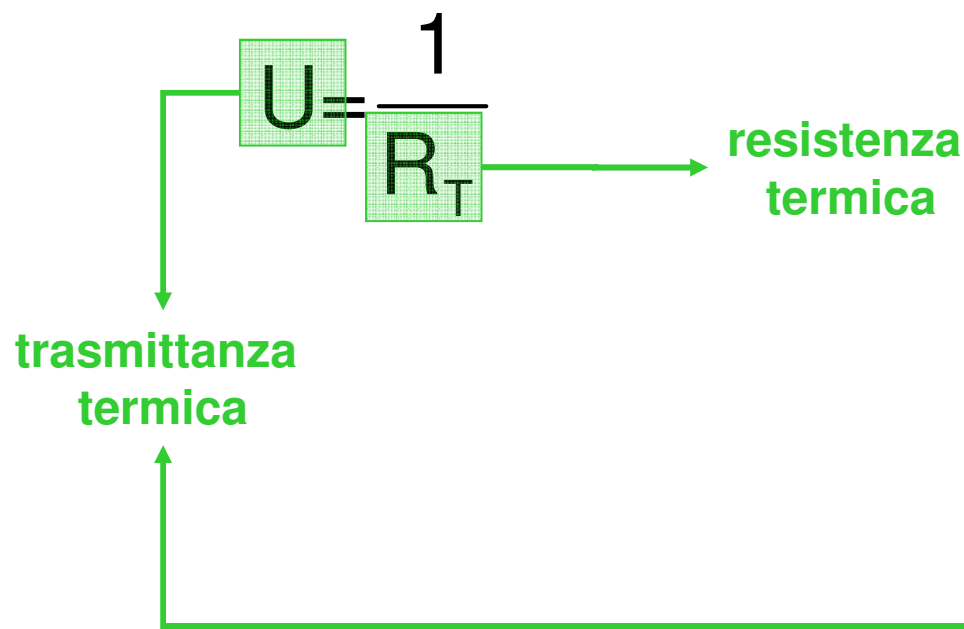 1
U=
R_T
resistenza
termica
trasmittanza
termica